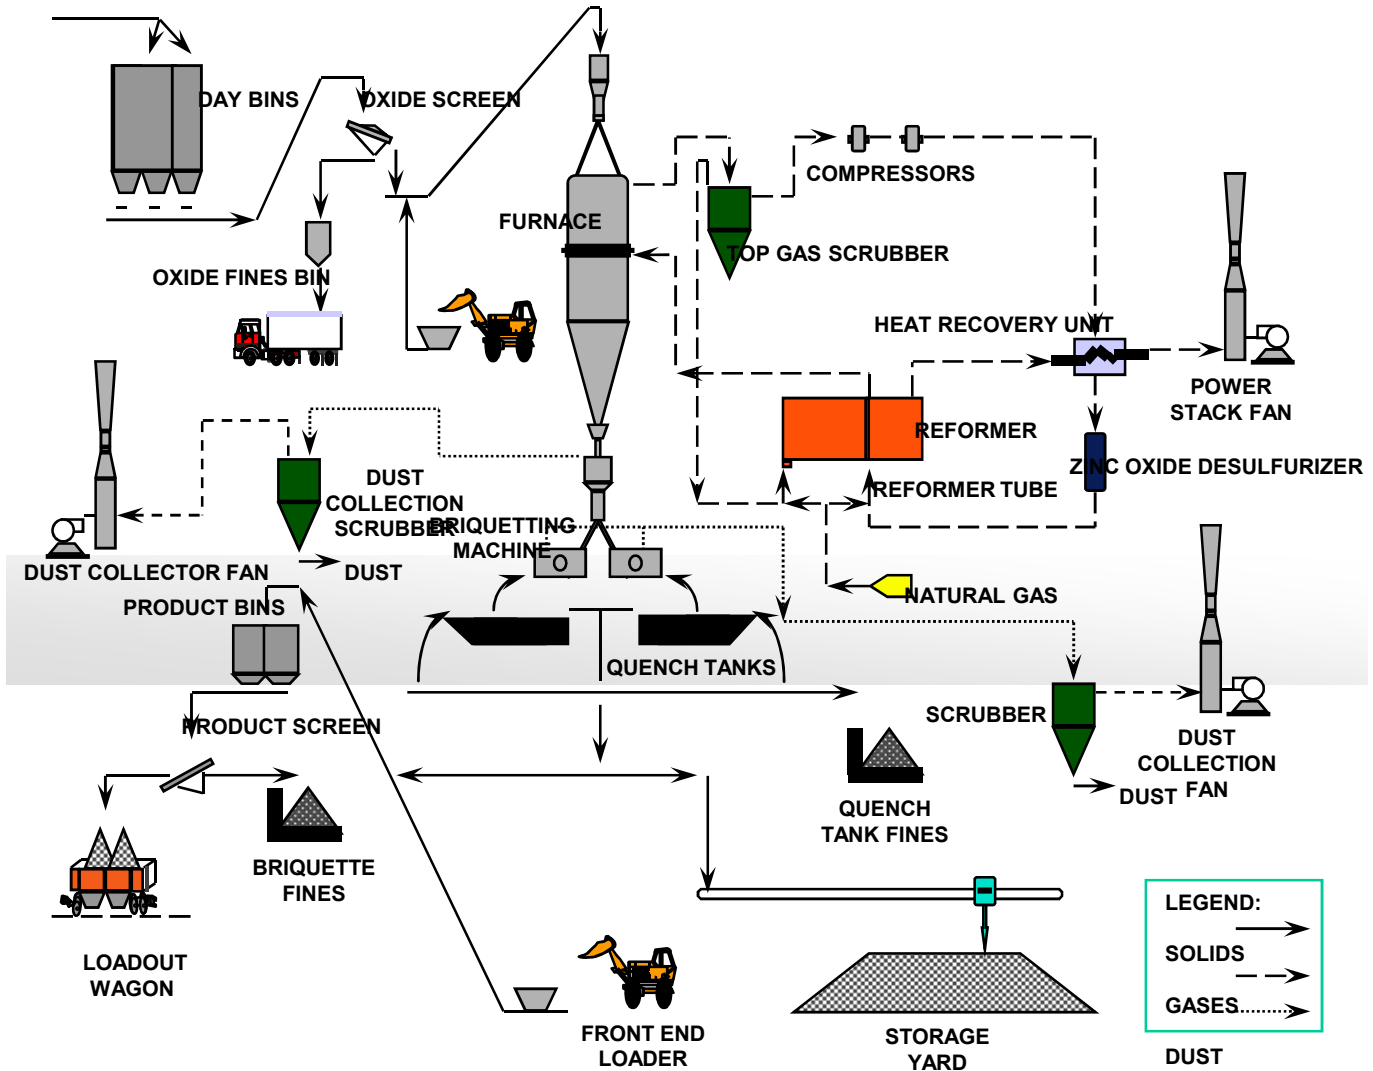 DAY BINS
OXIDE SCREEN
COMPRESSORS
FURNACE
TOP GAS SCRUBBER
OXIDE FINES BIN
HEAT RECOVERY UNIT
POWER
STACK FAN
REFORMER
ZINC OXIDE DESULFURIZER
DUST
COLLECTION
SCRUBBER
REFORMER TUBE
BRIQUETTING
MACHINE
DUST COLLECTOR FAN
DUST
NATURAL GAS
PRODUCT BINS
QUENCH TANKS
PRODUCT SCREEN
SCRUBBER
DUST
COLLECTION
FAN
DUST
QUENCH
TANK FINES
BRIQUETTE
FINES
LOADOUT
WAGON
FRONT END
LOADER
STORAGE
YARD
LEGEND:
SOLIDS
GASES
DUST